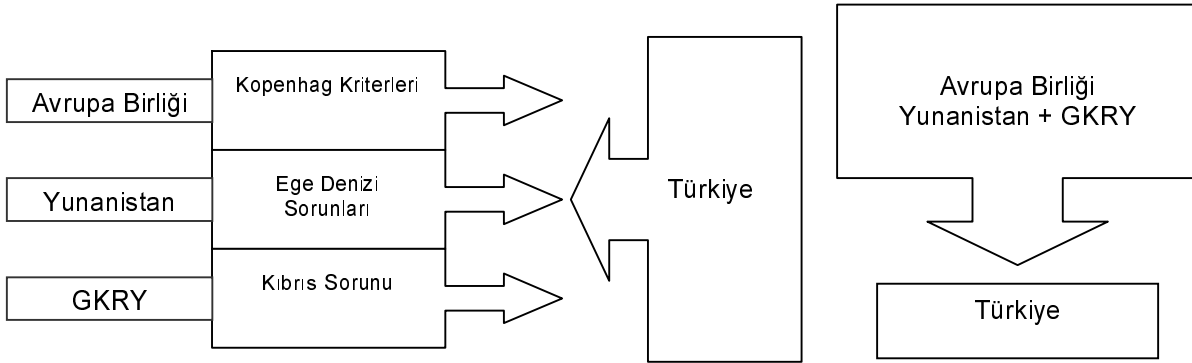 Avrupa Birliği
Kopenhag Kriterleri
Yunanistan
Ege Denizi
Sorunları
GKRY
Kıbrıs Sorunu
Türkiye
Avrupa Birliği
Yunanistan + GKRY
Türkiye